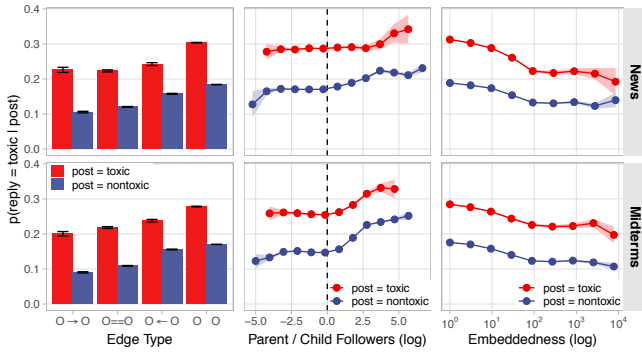 p(reply = toxic | post)
0.4
0.3
0.2
0.1
0.0
News
0.4
0.3
0.2
0.1
0.0
post = toxic
post = nontoxic
post = toxic
post = nontoxic
post = toxic
post = nontoxic
Midterms
O → O O==O O ← O O O
−5.0 −2.5 0.0 2.5 5.0
10⁰ 10¹ 10² 10³ 10⁴
Edge Type
Parent / Child Followers (log)
Embeddedness (log)